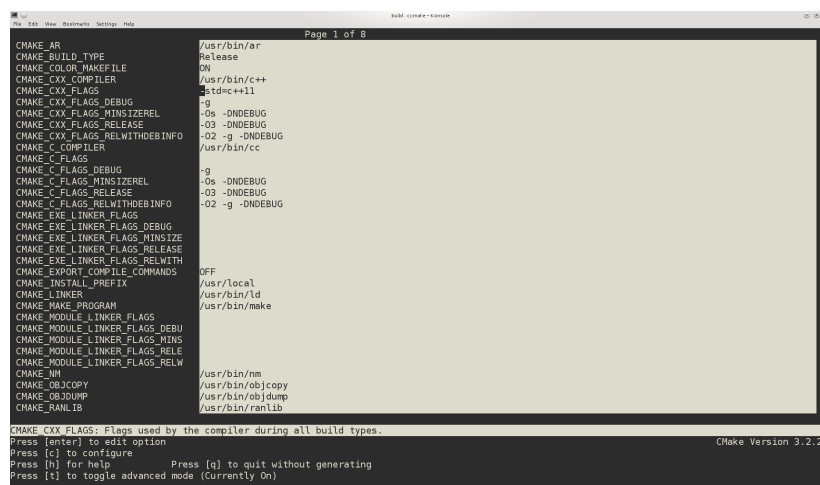 build : ccmake – Konsole
File Edit View Bookmarks Settings Help
Page 1 of 8
CMAKE_AR /usr/bin/ar
CMAKE_BUILD_TYPE Release
CMAKE_COLOR_MAKEFILE ON
CMAKE_CXX_COMPILER /usr/bin/c++
CMAKE_CXX_FLAGS -std=c++11
CMAKE_CXX_FLAGS_DEBUG -g
CMAKE_CXX_FLAGS_MINSIZEREL -Os -DNDEBUG
CMAKE_CXX_FLAGS_RELEASE -O3 -DNDEBUG
CMAKE_CXX_FLAGS_RELWITHDEBINFO -O2 -g -DNDEBUG
CMAKE_C_COMPILER /usr/bin/cc
CMAKE_C_FLAGS
CMAKE_C_FLAGS_DEBUG -g
CMAKE_C_FLAGS_MINSIZEREL -Os -DNDEBUG
CMAKE_C_FLAGS_RELEASE -O3 -DNDEBUG
CMAKE_C_FLAGS_RELWITHDEBINFO -O2 -g -DNDEBUG
CMAKE_EXE_LINKER_FLAGS
CMAKE_EXE_LINKER_FLAGS_DEBUG
CMAKE_EXE_LINKER_FLAGS_MINSIZE
CMAKE_EXE_LINKER_FLAGS_RELEASE
CMAKE_EXE_LINKER_FLAGS_RELWITH
CMAKE_EXPORT_COMPILE_COMMANDS OFF
CMAKE_INSTALL_PREFIX /usr/local
CMAKE_LINKER /usr/bin/ld
CMAKE_MAKE_PROGRAM /usr/bin/make
CMAKE_MODULE_LINKER_FLAGS
CMAKE_MODULE_LINKER_FLAGS_DEBU
CMAKE_MODULE_LINKER_FLAGS_MINS
CMAKE_MODULE_LINKER_FLAGS_RELE
CMAKE_MODULE_LINKER_FLAGS_RELW
CMAKE_NM /usr/bin/nm
CMAKE_OBJCOPY /usr/bin/objcopy
CMAKE_OBJDUMP /usr/bin/objdump
CMAKE_RANLIB /usr/bin/ranlib
CMAKE_CXX_FLAGS: Flags used by the compiler during all build types.
Press [enter] to edit option CMake Version 3.2.2
Press [c] to configure
Press [h] for help Press [q] to quit without generating
Press [t] to toggle advanced mode (Currently On)